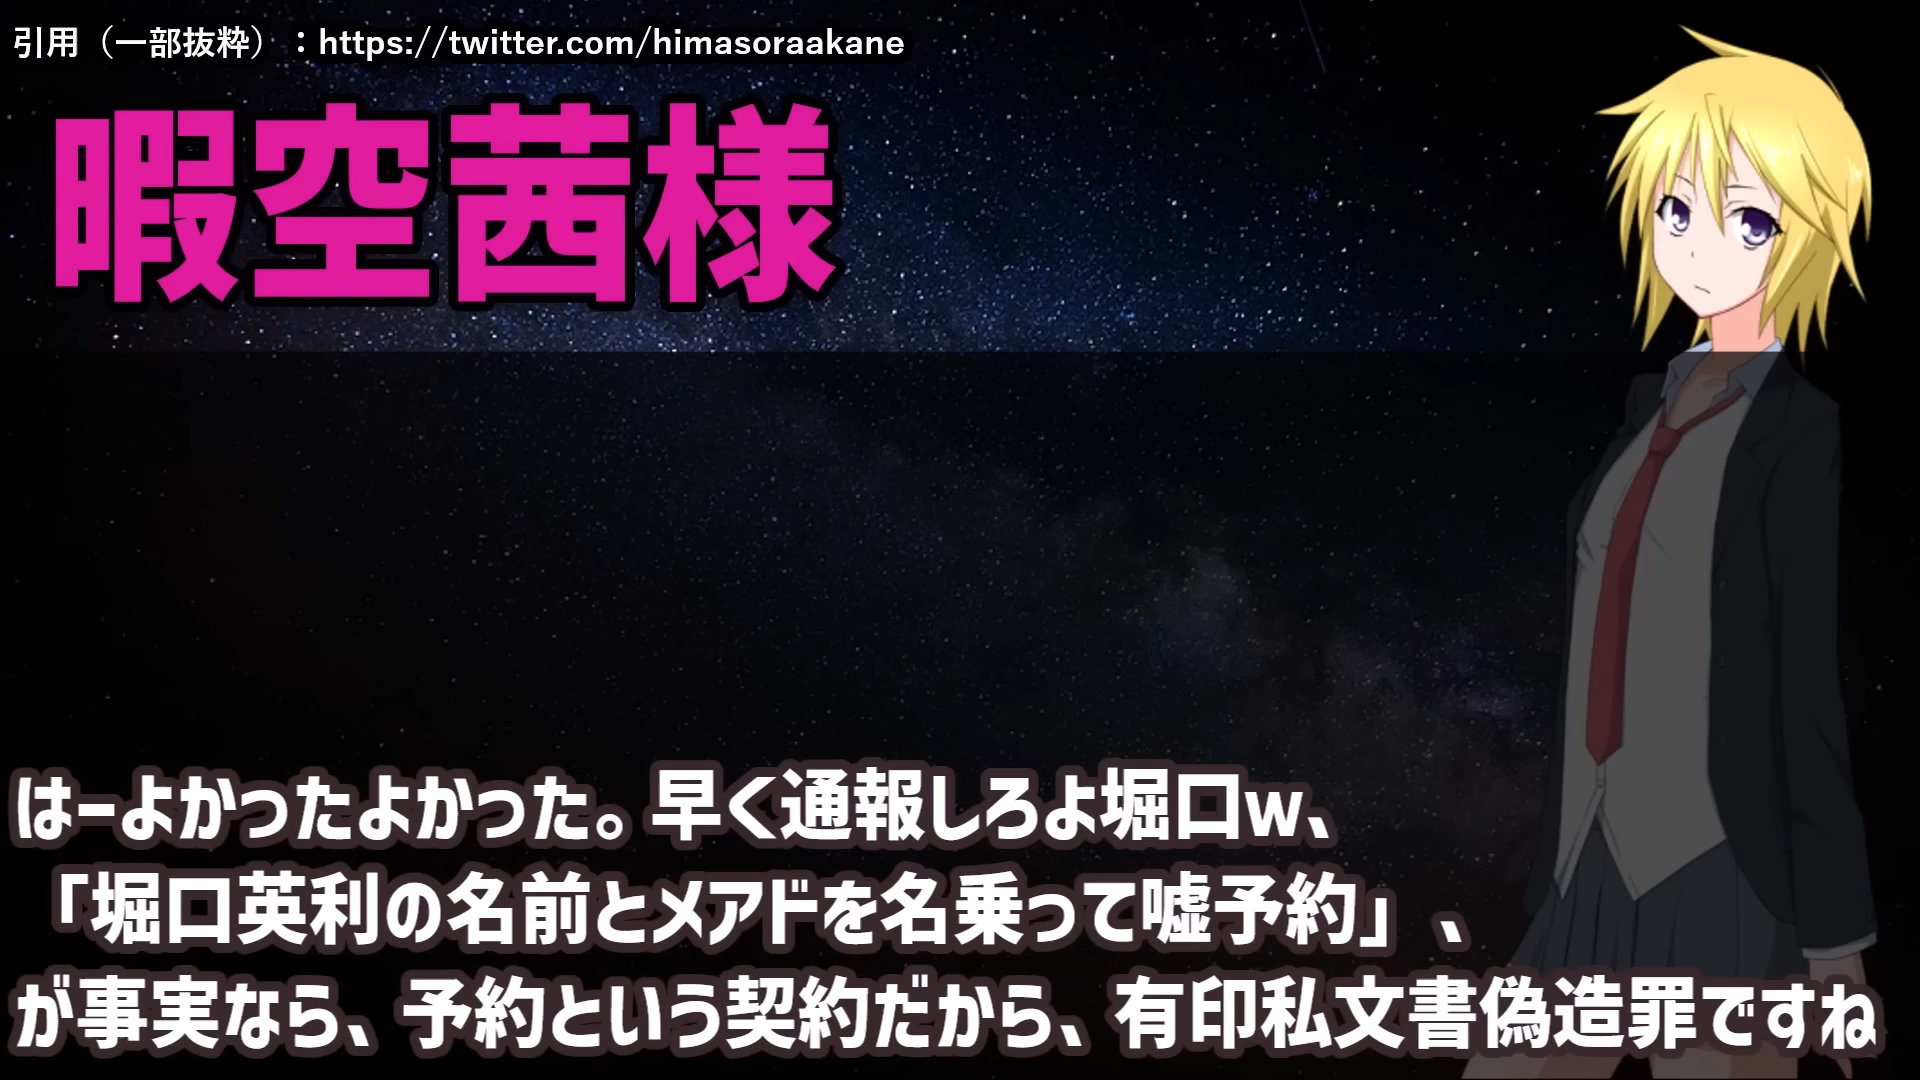 引用（一部抜粋）：https://twitter.com/himasoraakane
暇空茜様
はーよかったよかった。早く通報しろよ堀口w、
「堀口英利の名前とメアドを名乗って嘘予約」、
が事実なら、予約という契約だから、有印私文書偽造罪ですね